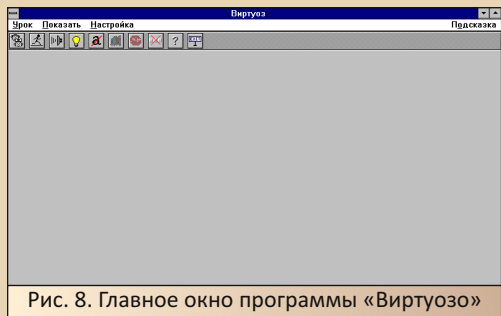 Виртуоз
Урок Показать Настройка Подсказка
Рис. 8. Главное окно программы «Виртуозо»